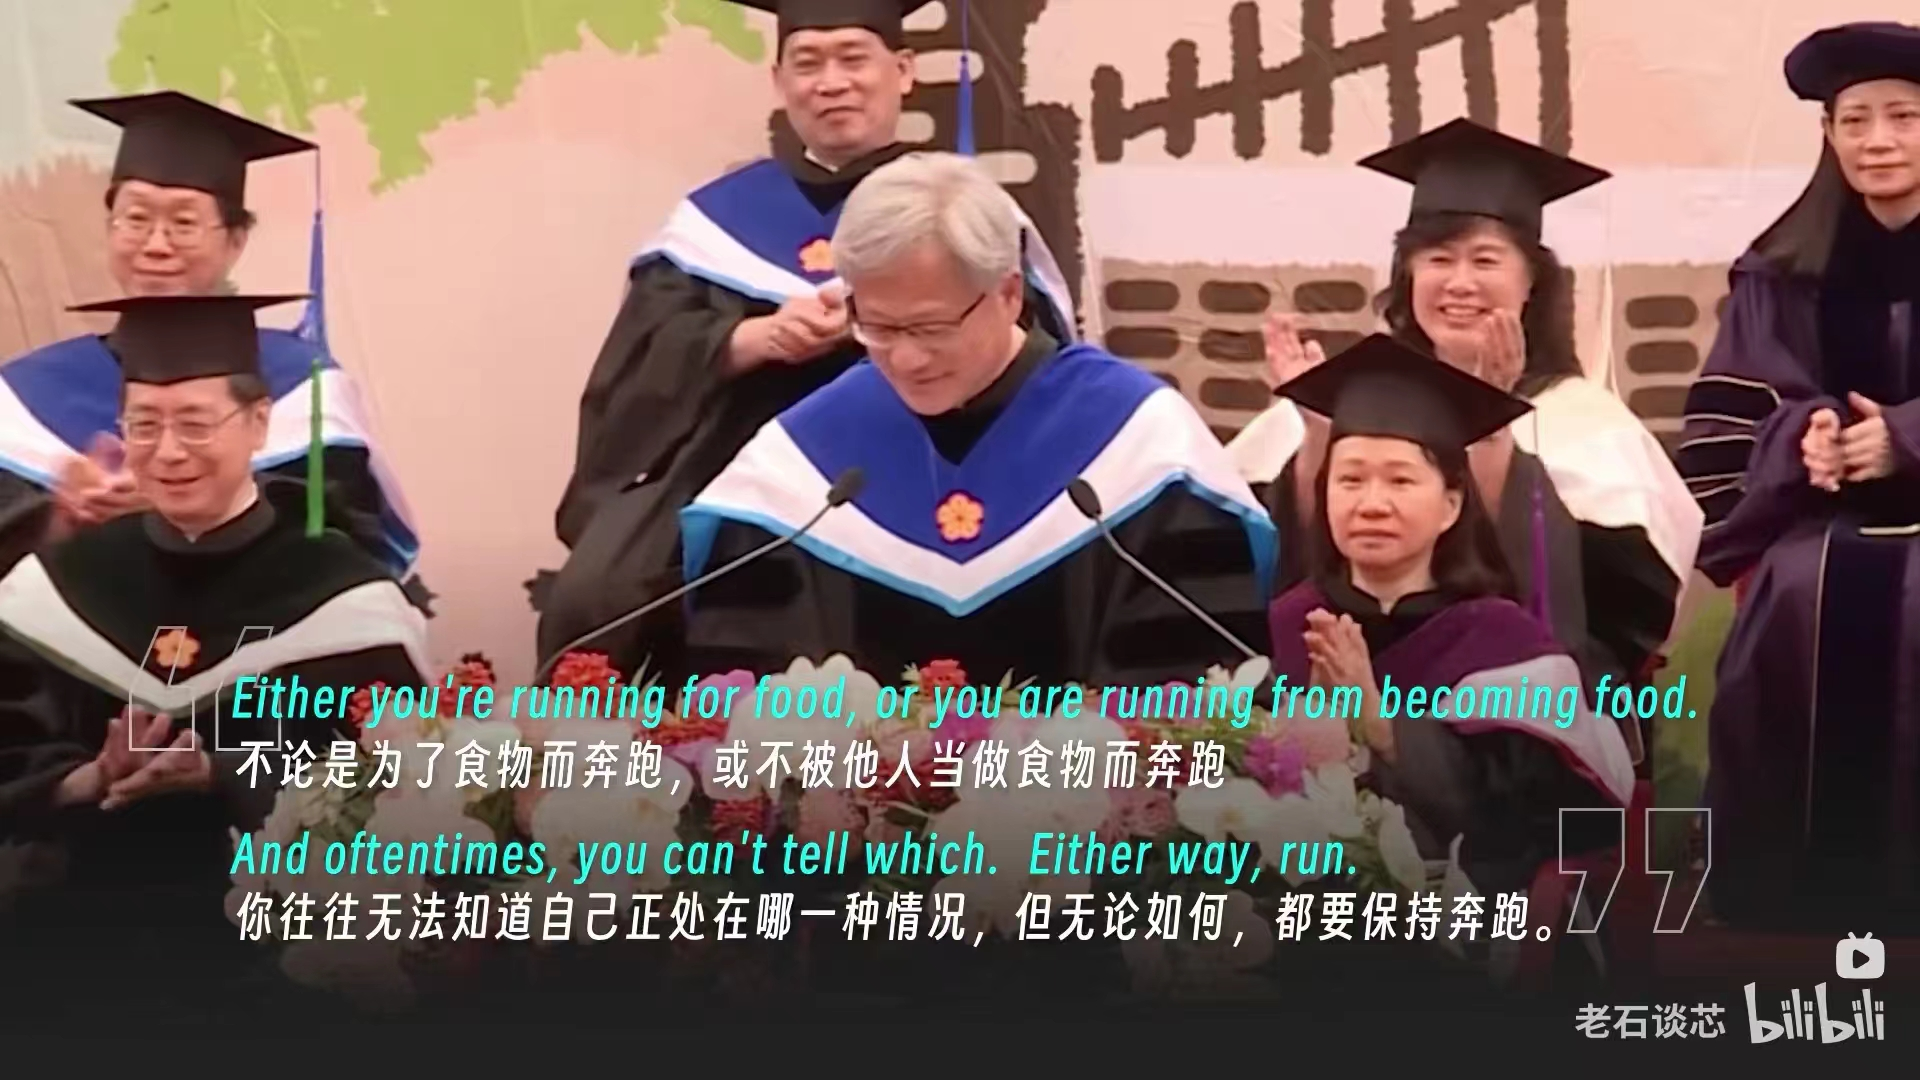 Either you're running for food, or you are running from becoming food.
不论是为了食物而奔跑，或不被他人当做食物而奔跑
And oftentimes, you can't tell which. Either way, run.
你往往无法知道自己正处在哪一种情况，但无论如何，都要保持奔跑。
老石谈芯 bilibili